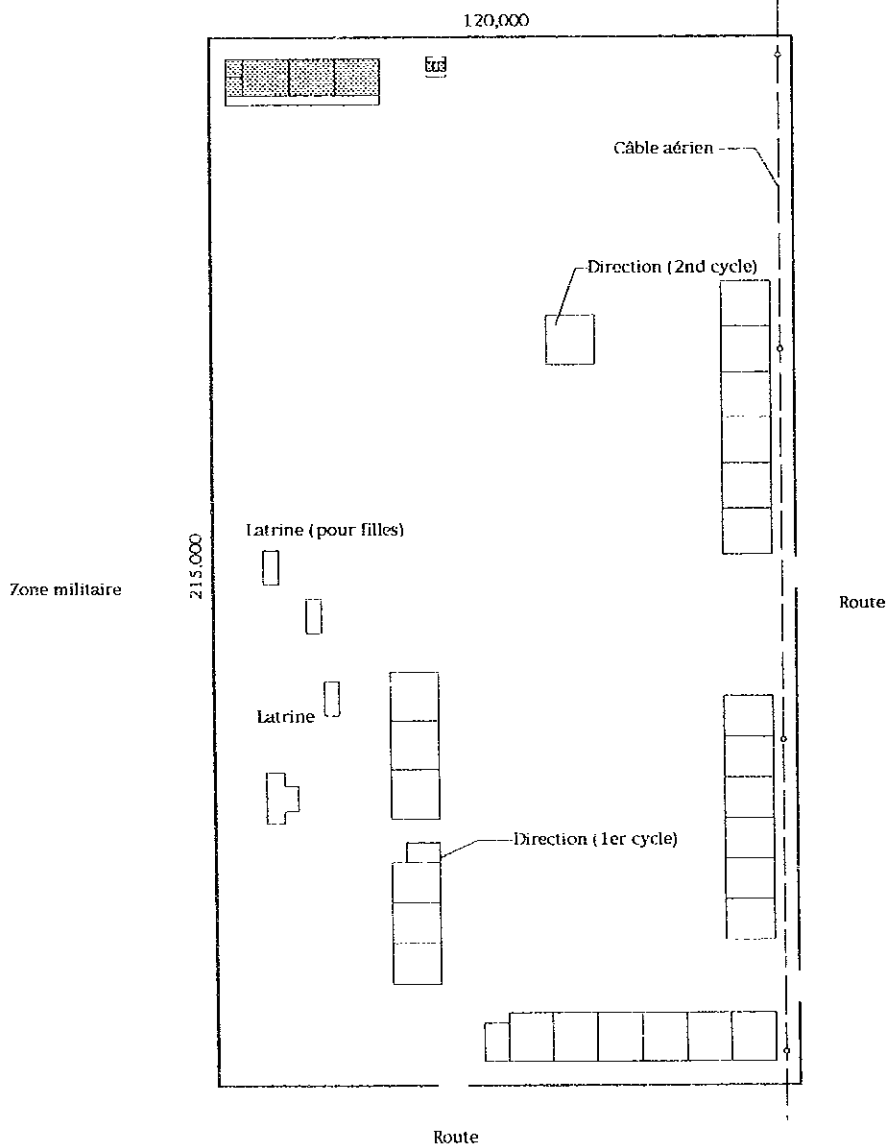 120,000
Câble aérien
Direction (2nd cycle)
Latrine (pour filles)
215,000
Zone militaire
Route
Latrine
Direction (1er cycle)
Route